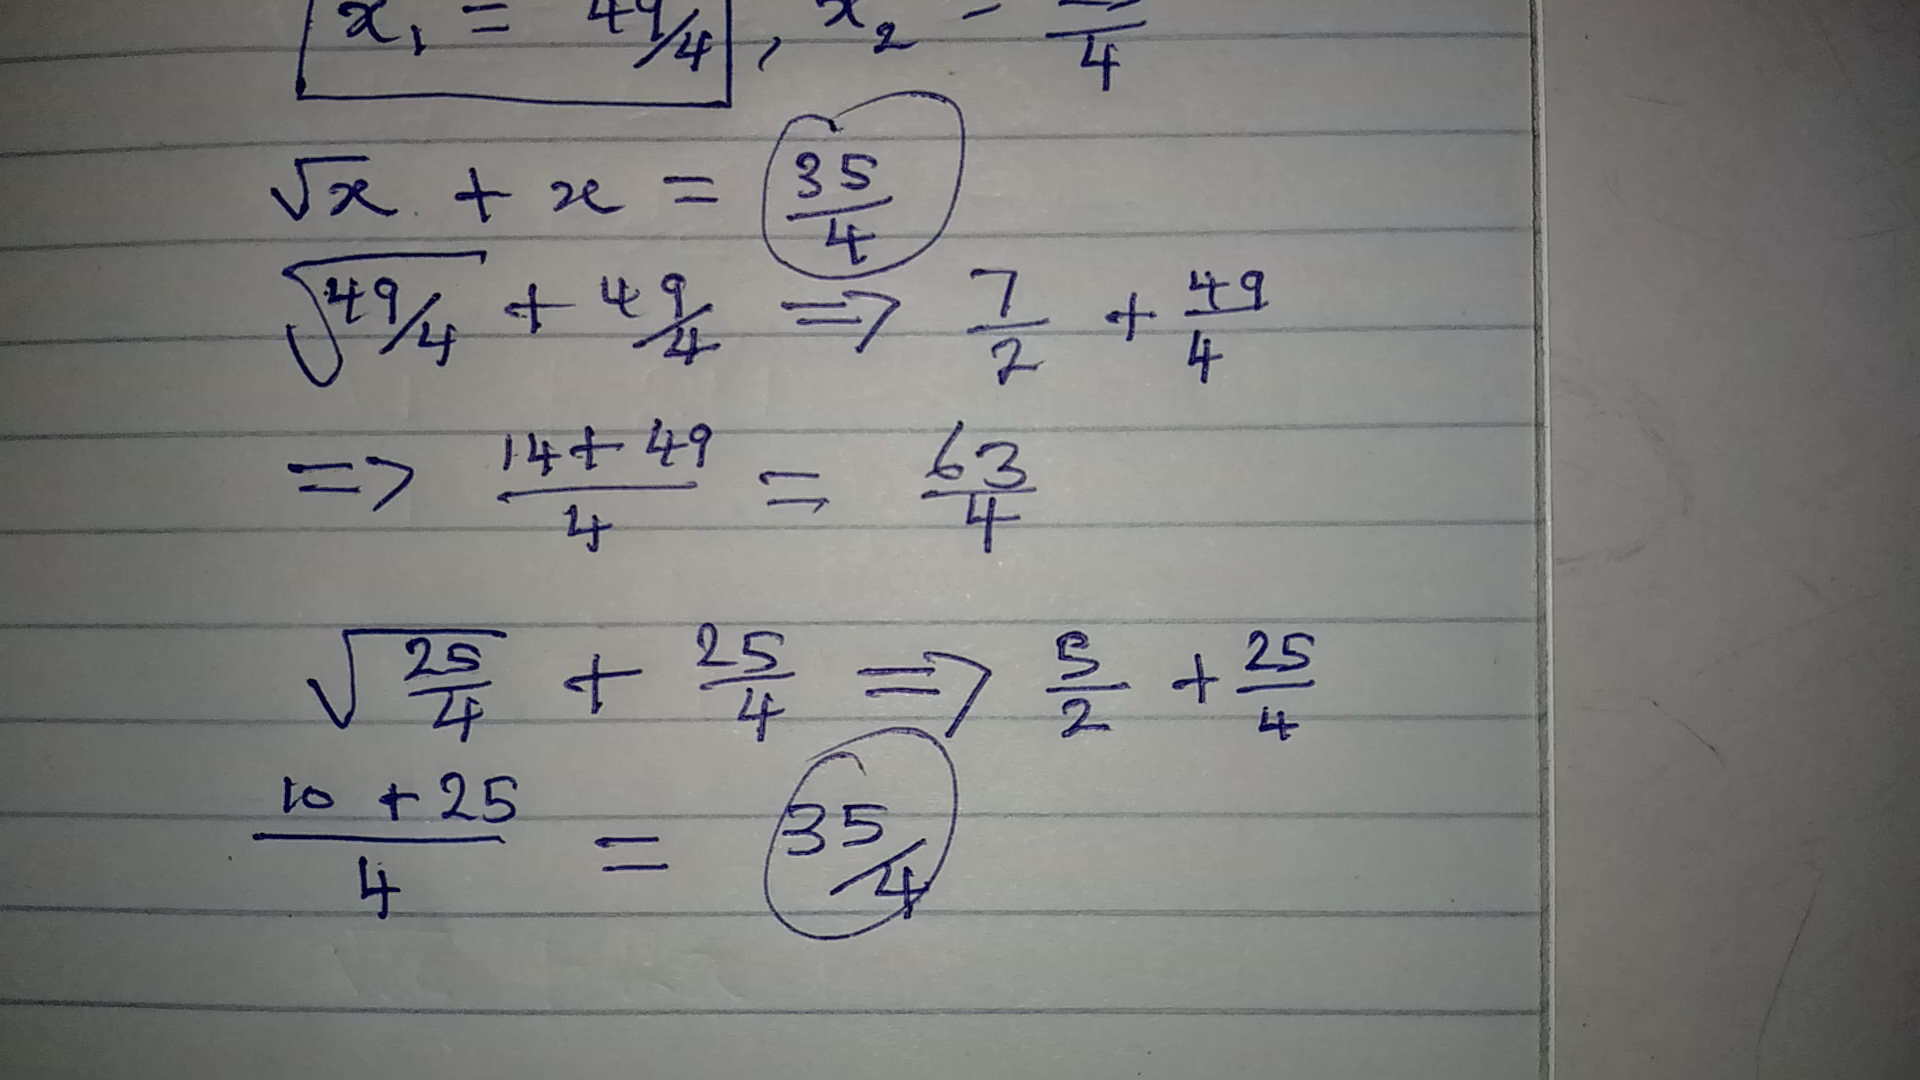 x₁ = 49/4 , x₂ = /4
√x + x = 35/4
√49/4 + 49/4 => 7/2 + 49/4
=> 14+49/4 = 63/4
√25/4 + 25/4 => 5/2 + 25/4
10+25/4 = 35/4